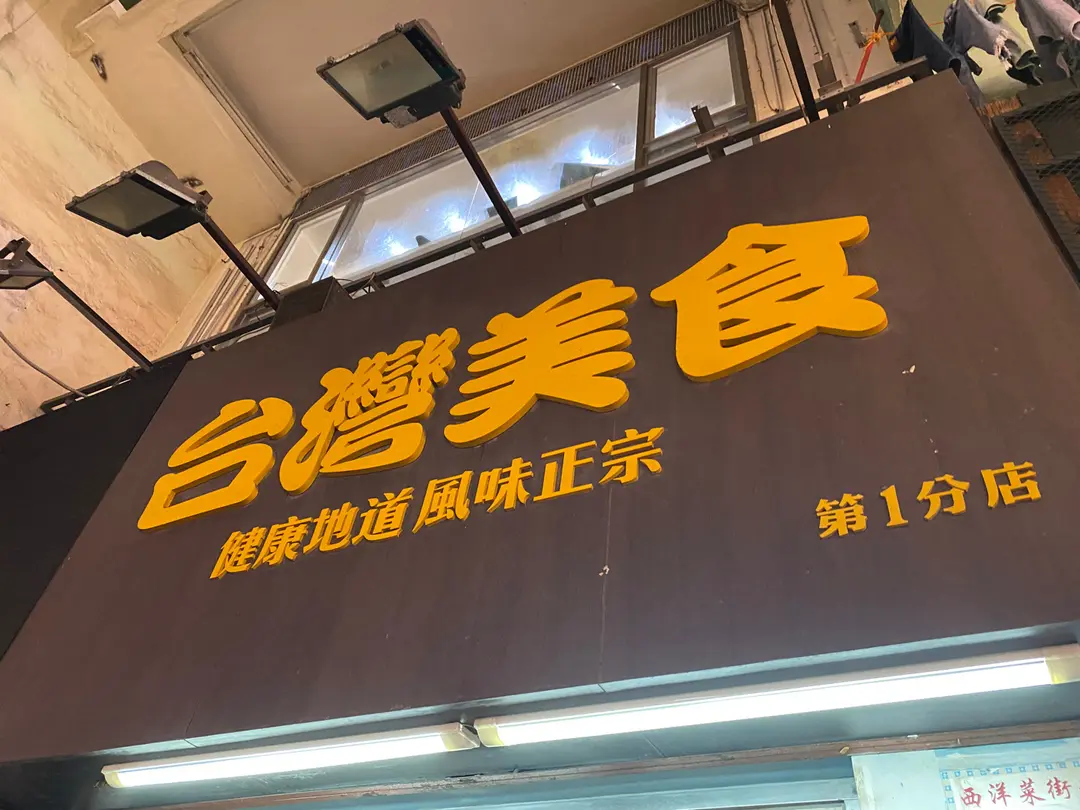 台灣美食
健康地道風味正宗
第1分店
西洋菜街